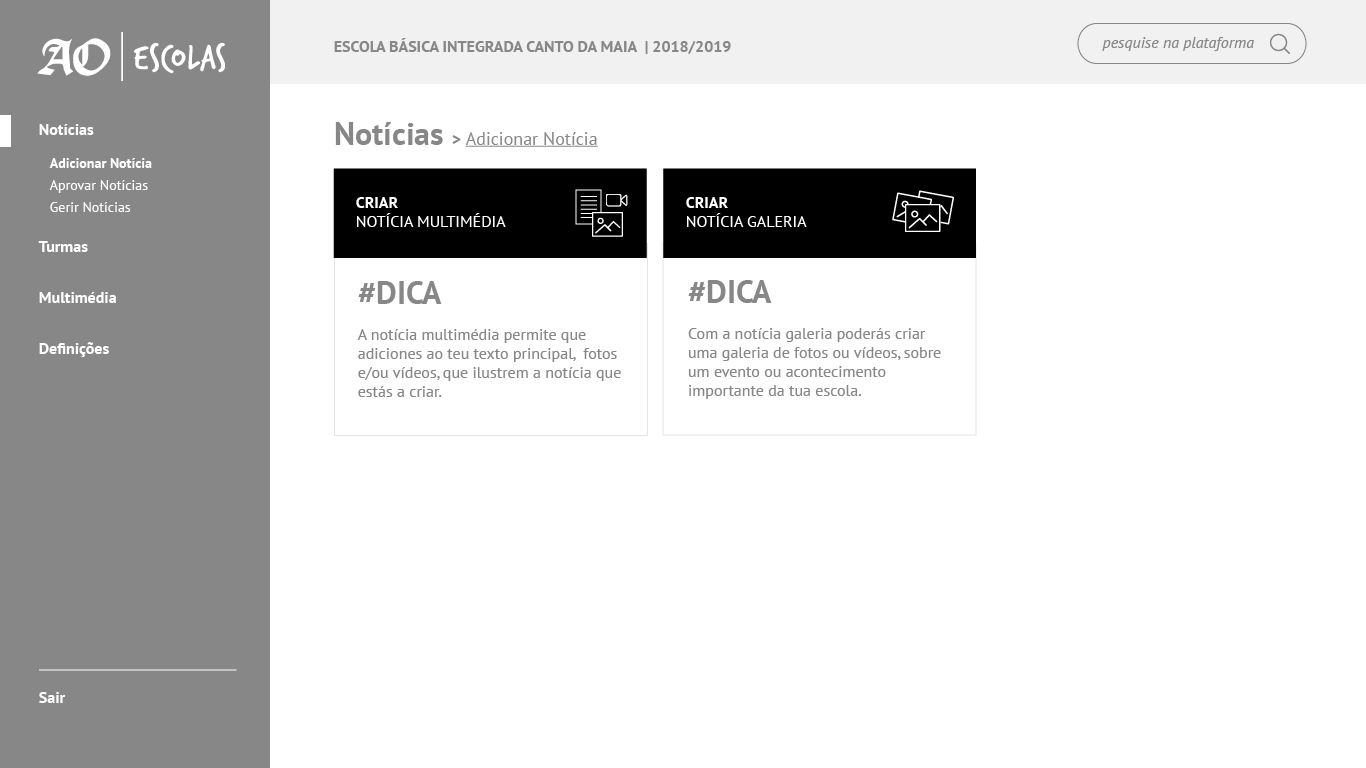 AO ESCOLAS
Notícias
Adicionar Notícia
Aprovar Notícias
Gerir Notícias
Turmas
Multimédia
Definições
Sair
ESCOLA BÁSICA INTEGRADA CANTO DA MAIA | 2018/2019
pesquise na plataforma
Notícias > Adicionar Notícia
CRIAR
NOTÍCIA MULTIMÉDIA
#DICA
A notícia multimédia permite que
adiciones ao teu texto principal, fotos
e/ou vídeos, que ilustrem a notícia que
estás a criar.
CRIAR
NOTÍCIA GALERIA
#DICA
Com a notícia galeria poderás criar
uma galeria de fotos ou vídeos, sobre
um evento ou acontecimento
importante da tua escola.